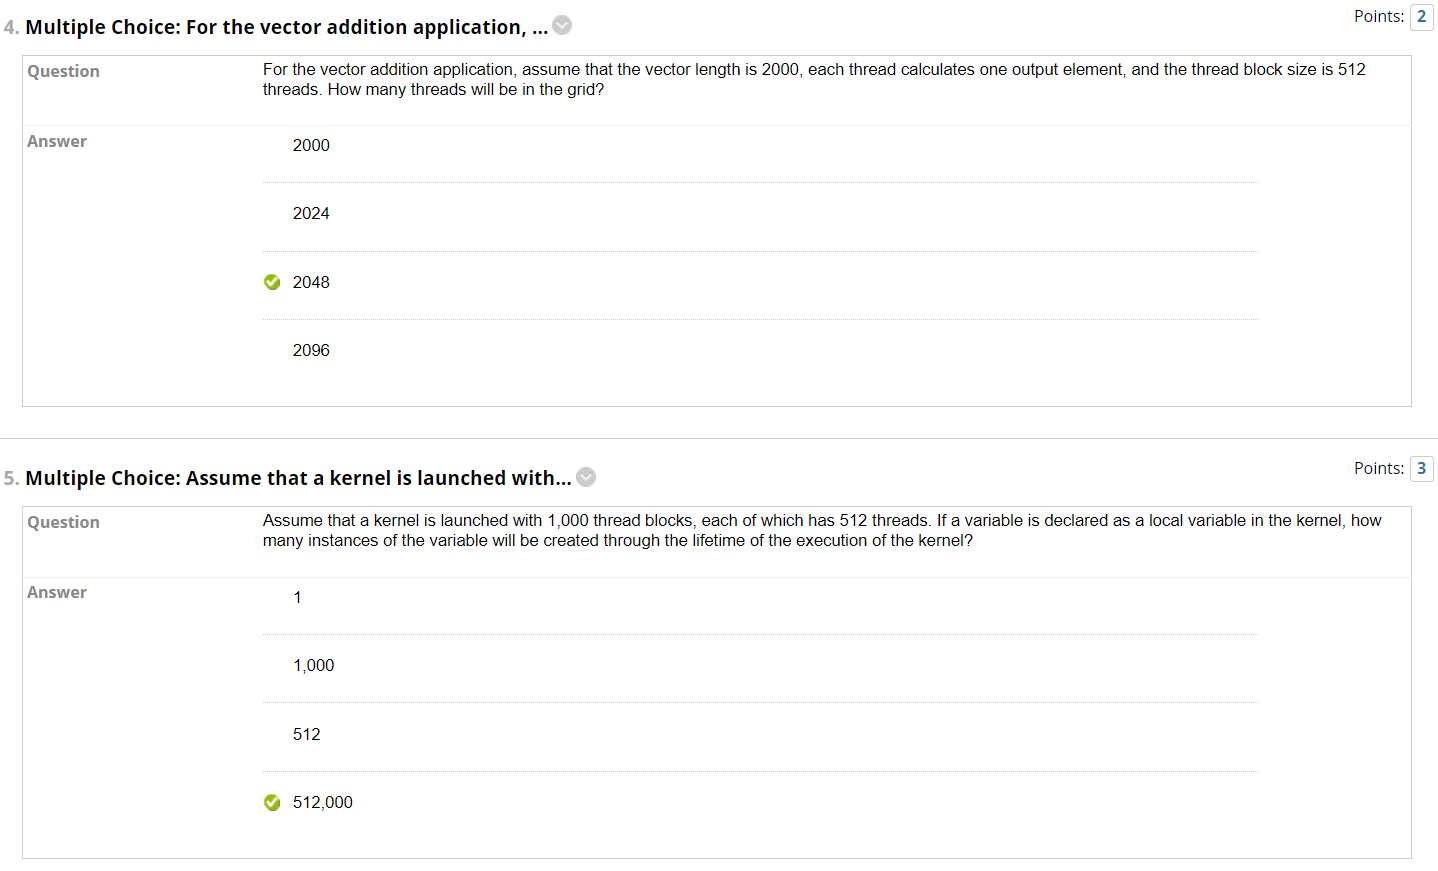 4. Multiple Choice: For the vector addition application, ...
Points: 2
Question
For the vector addition application, assume that the vector length is 2000, each thread calculates one output element, and the thread block size is 512
threads. How many threads will be in the grid?
Answer
2000
2024
2048
2096
5. Multiple Choice: Assume that a kernel is launched with...
Points: 3
Question
Assume that a kernel is launched with 1,000 thread blocks, each of which has 512 threads. If a variable is declared as a local variable in the kernel, how
many instances of the variable will be created through the lifetime of the execution of the kernel?
Answer
1
1,000
512
512,000